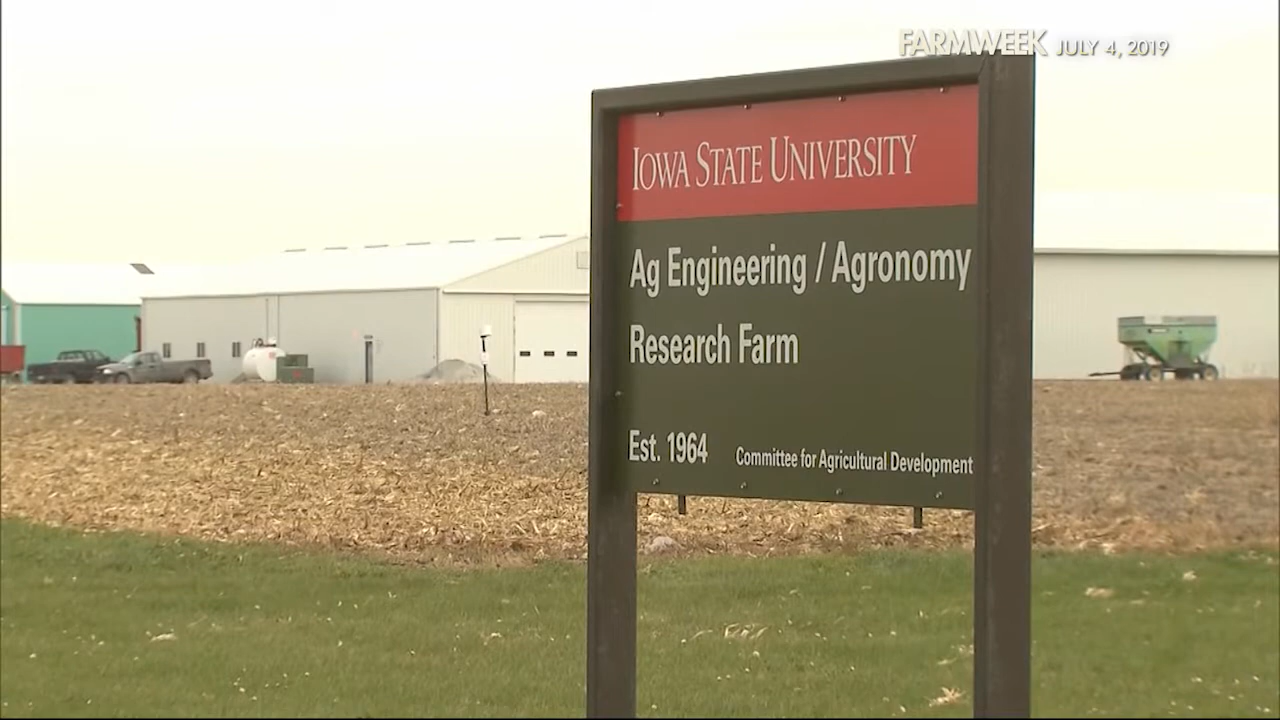 FARMWEEK JULY 4, 2019
IOWA STATE UNIVERSITY
Ag Engineering / Agronomy
Research Farm
Est. 1964 Committee for Agricultural Development